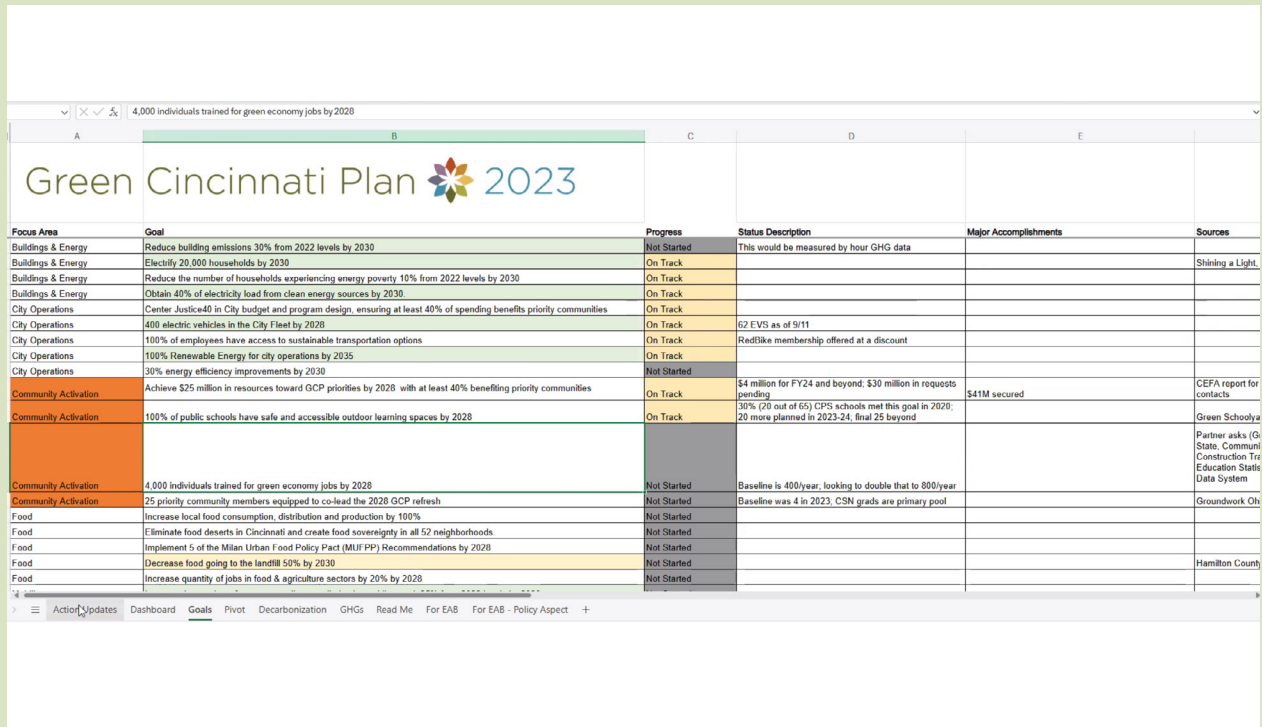 4,000 individuals trained for green economy jobs by 2028
A B C D E
Green Cincinnati Plan 2023
Focus Area Goal Progress Status Description Major Accomplishments Sources
Buildings & Energy Reduce building emissions 30% from 2022 levels by 2030 Not Started This would be measured by hour GHG data
Buildings & Energy Electrify 20,000 households by 2030 On Track Shining a Light,
Buildings & Energy Reduce the number of households experiencing energy poverty 10% from 2022 levels by 2030 On Track
Buildings & Energy Obtain 40% of electricity load from clean energy sources by 2030. On Track
City Operations Center Justice40 in City budget and program design, ensuring at least 40% of spending benefits priority communities On Track
City Operations 400 electric vehicles in the City Fleet by 2028 On Track 62 EVS as of 9/11
City Operations 100% of employees have access to sustainable transportation options On Track RedBike membership offered at a discount
City Operations 100% Renewable Energy for city operations by 2035 On Track
City Operations 30% energy efficiency improvements by 2030 Not Started
Community Activation Achieve $25 million in resources toward GCP priorities by 2028 with at least 40% benefiting priority communities On Track $4 million for FY24 and beyond; $30 million in requests
pending $41M secured CEFA report for
contacts
Community Activation 100% of public schools have safe and accessible outdoor learning spaces by 2028 On Track 30% (20 out of 65) CPS schools met this goal in 2020;
20 more planned in 2023-24; final 25 beyond Green Schoolya
Partner asks (G
State, Communi
Construction Tra
Education Statis
Data System
Community Activation 4,000 individuals trained for green economy jobs by 2028 Not Started Baseline is 400/year; looking to double that to 800/year
Community Activation 25 priority community members equipped to co-lead the 2028 GCP refresh Not Started Baseline was 4 in 2023; CSN grads are primary pool Groundwork Oh
Food Increase local food consumption, distribution and production by 100% Not Started
Food Eliminate food deserts in Cincinnati and create food sovereignty in all 52 neighborhoods. Not Started
Food Implement 5 of the Milan Urban Food Policy Pact (MUFPP) Recommendations by 2028 Not Started
Food Decrease food going to the landfill 50% by 2030 Not Started Hamilton County
Food Increase quantity of jobs in food & agriculture sectors by 20% by 2028 Not Started
Action Updates Dashboard Goals Pivot Decarbonization GHGs Read Me For EAB For EAB - Policy Aspect +